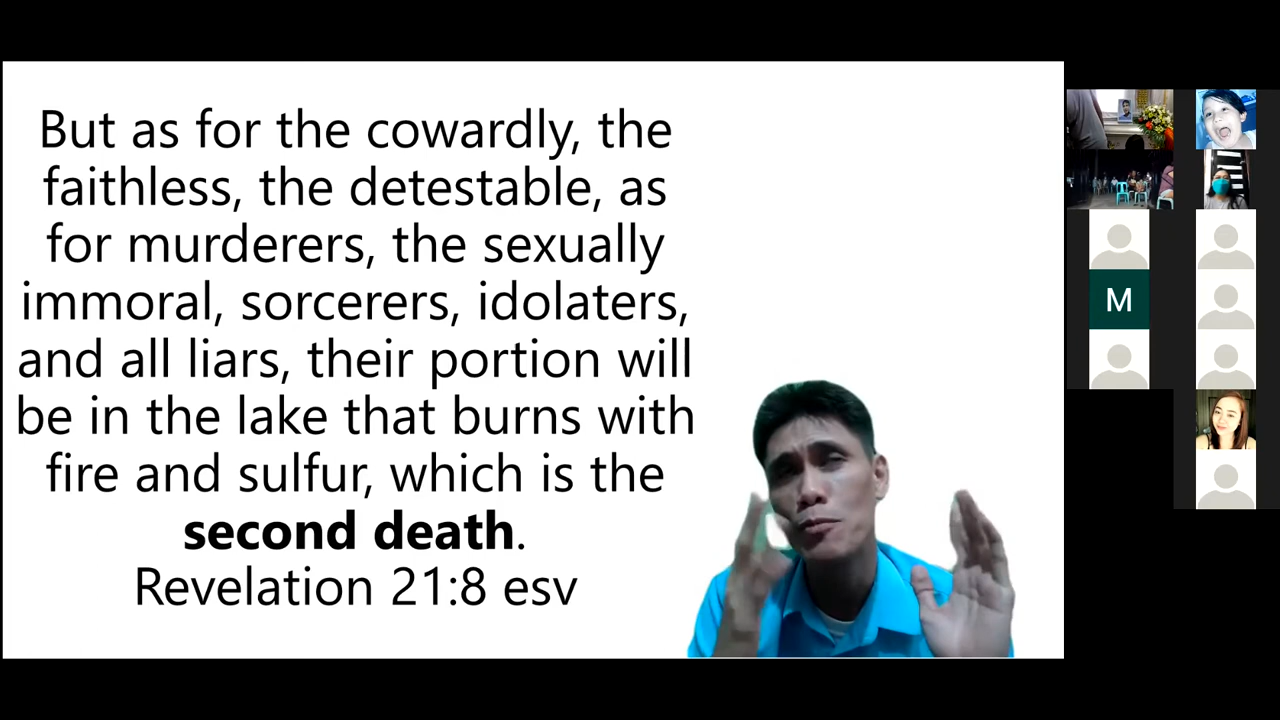 But as for the cowardly, the
faithless, the detestable, as
for murderers, the sexually
immoral, sorcerers, idolaters,
and all liars, their portion will
be in the lake that burns with
fire and sulfur, which is the
second death.
Revelation 21:8 esv
M